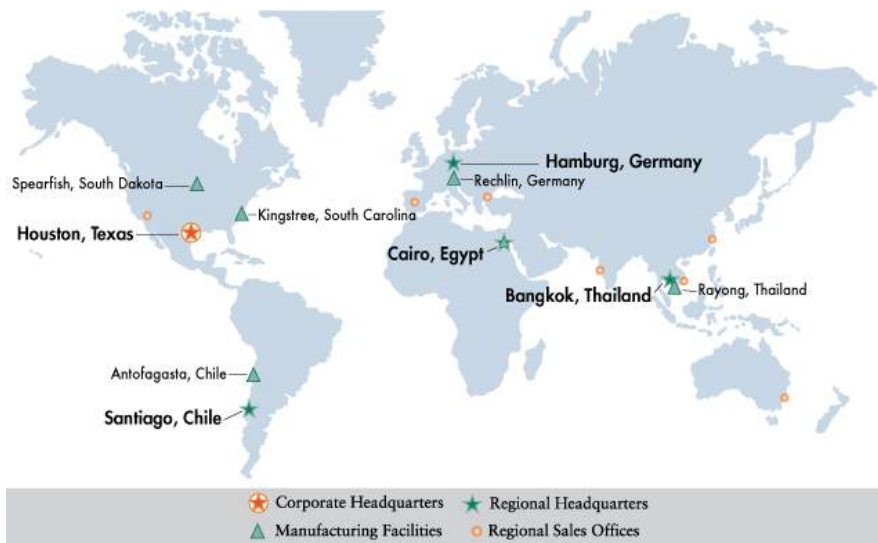 Hamburg, Germany
Spearfish, South Dakota
Rechlin, Germany
Kingstree, South Carolina
Houston, Texas
Cairo, Egypt
Bangkok, Thailand
Rayong, Thailand
Antofagasta, Chile
Santiago, Chile
Corporate Headquarters
Regional Headquarters
Manufacturing Facilities
Regional Sales Offices